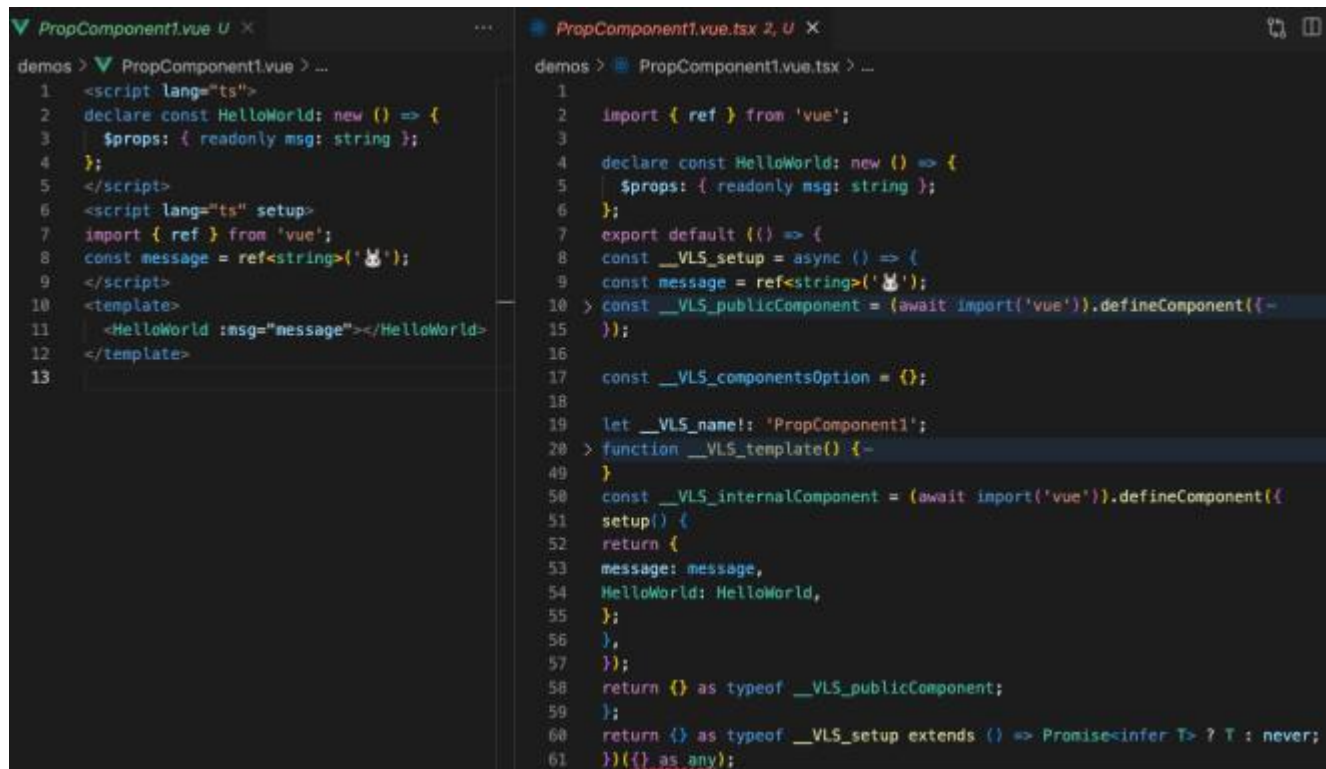 PropComponent1.vue U ×
demos > PropComponent1.vue > ...
1 <script lang="ts">
2 declare const HelloWorld: new () => {
3 $props: { readonly msg: string };
4 };
5 </script>
6 <script lang="ts" setup>
7 import { ref } from 'vue';
8 const message = ref<string>('🐰');
9 </script>
10 <template>
11 <HelloWorld :msg="message"></HelloWorld>
12 </template>
13
PropComponent1.vue.tsx 2, U ×
demos > PropComponent1.vue.tsx > ...
1
2 import { ref } from 'vue';
3
4 declare const HelloWorld: new () => {
5 $props: { readonly msg: string };
6 };
7 export default (() => {
8 const __VLS_setup = async () => {
9 const message = ref<string>('🐰');
10 > const __VLS_publicComponent = (await import('vue')).defineComponent({–
15 });
16
17 const __VLS_componentsOption = {};
18
19 let __VLS_name!: 'PropComponent1';
20 > function __VLS_template() {–
49 }
50 const __VLS_internalComponent = (await import('vue')).defineComponent({
51 setup() {
52 return {
53 message: message,
54 HelloWorld: HelloWorld,
55 };
56 },
57 });
58 return {} as typeof __VLS_publicComponent;
59 };
60 return {} as typeof __VLS_setup extends () => Promise<infer T> ? T : never;
61 })({} as any);